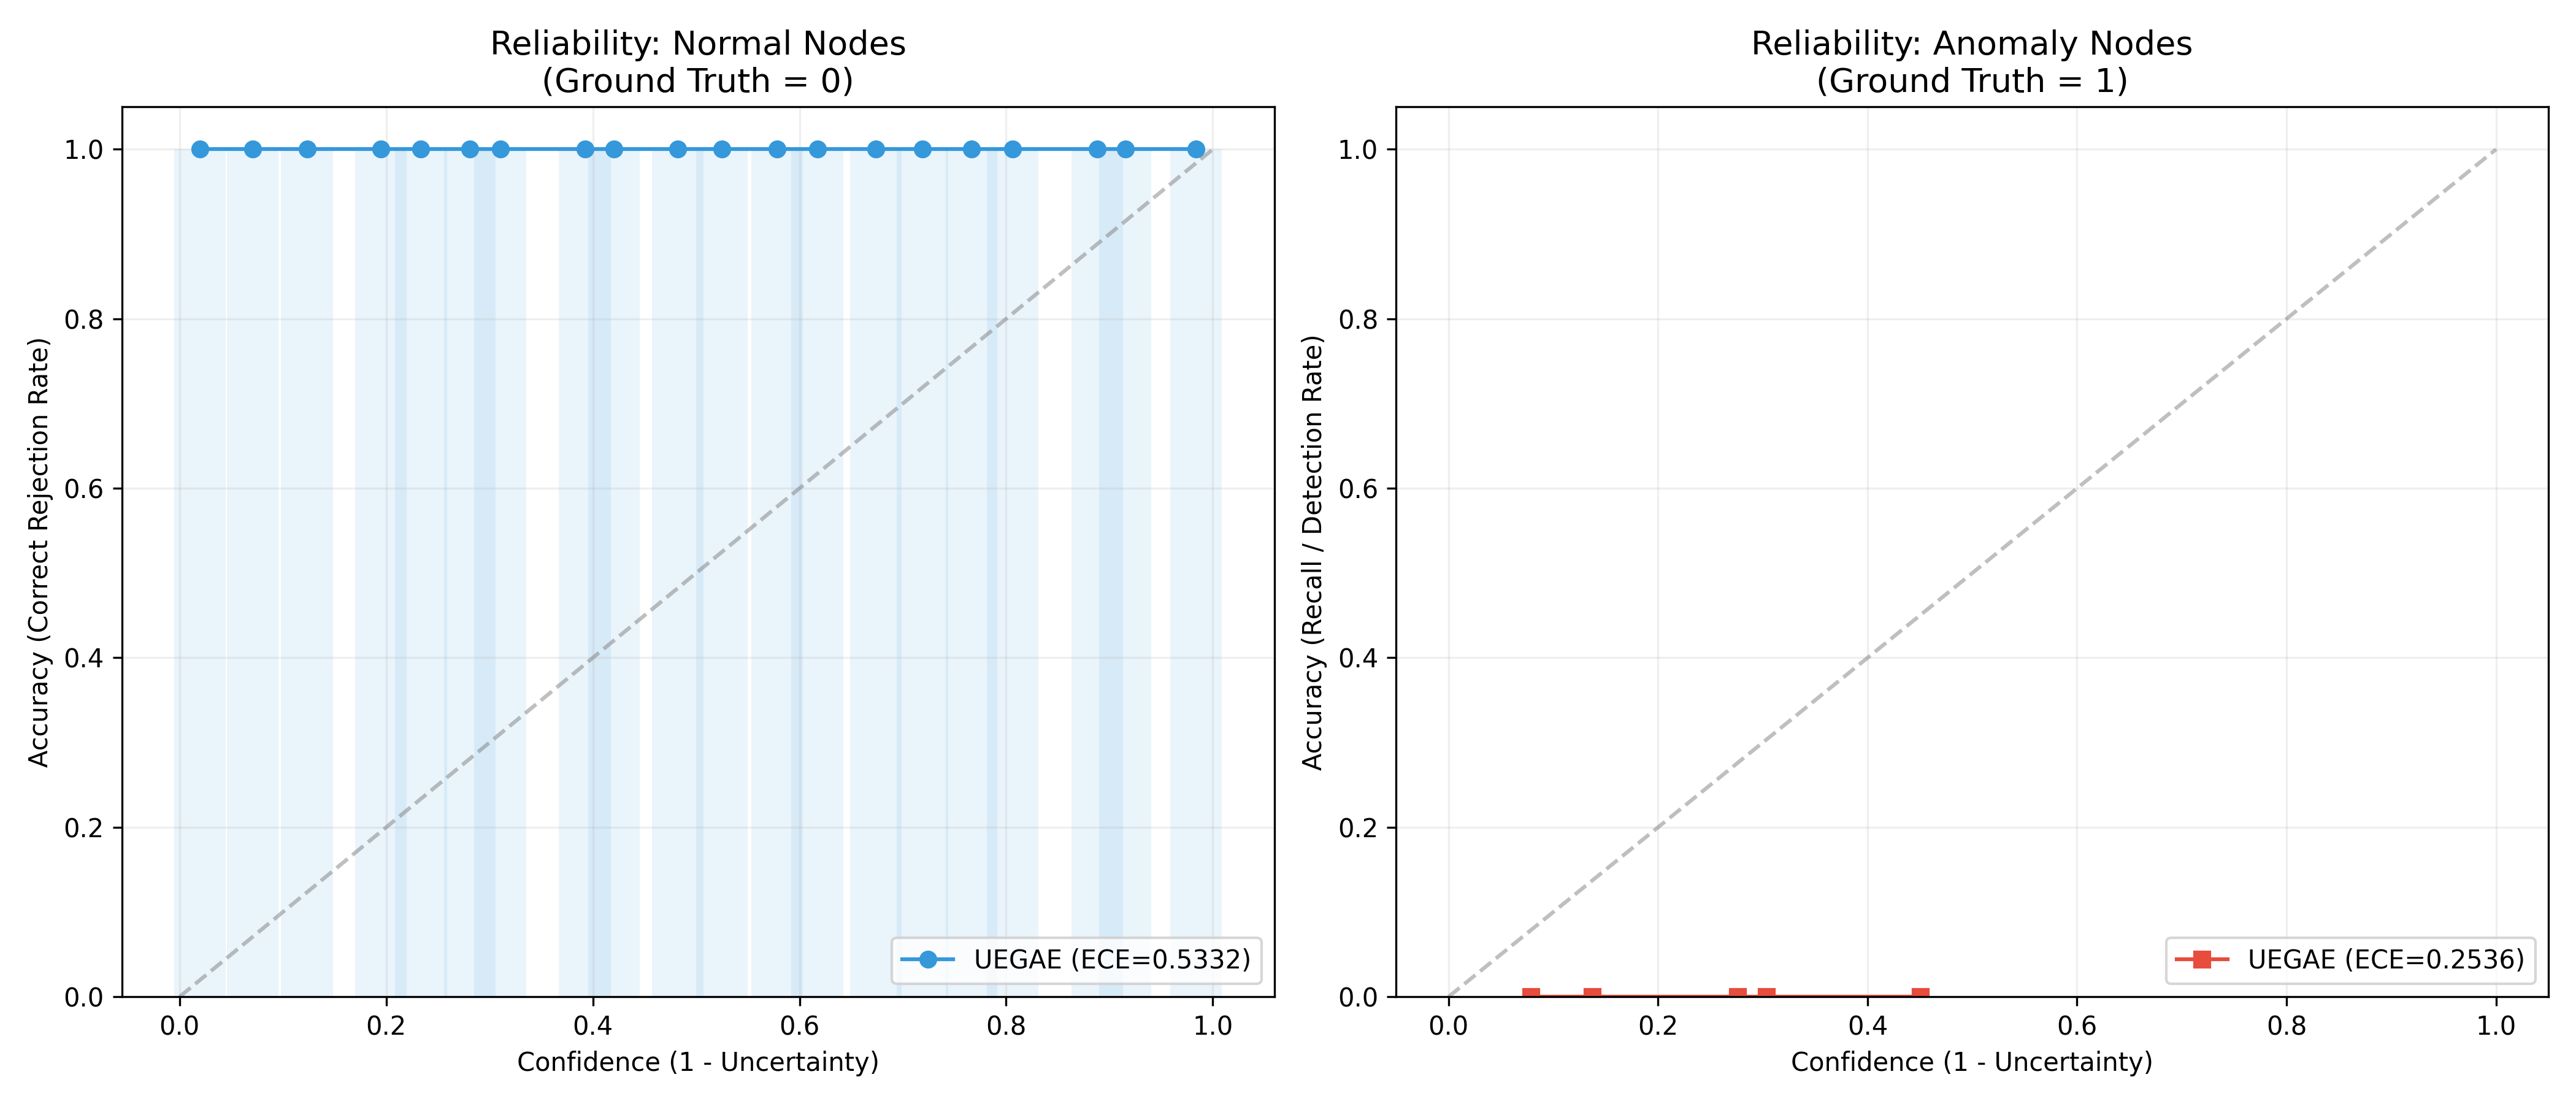 Reliability: Normal Nodes
(Ground Truth = 0)
Accuracy (Correct Rejection Rate)
1.0
0.8
0.6
0.4
0.2
0.0
0.0 0.2 0.4 0.6 0.8 1.0
Confidence (1 - Uncertainty)
UEGAE (ECE=0.5332)
Reliability: Anomaly Nodes
(Ground Truth = 1)
Accuracy (Recall / Detection Rate)
1.0
0.8
0.6
0.4
0.2
0.0
0.0 0.2 0.4 0.6 0.8 1.0
Confidence (1 - Uncertainty)
UEGAE (ECE=0.2536)